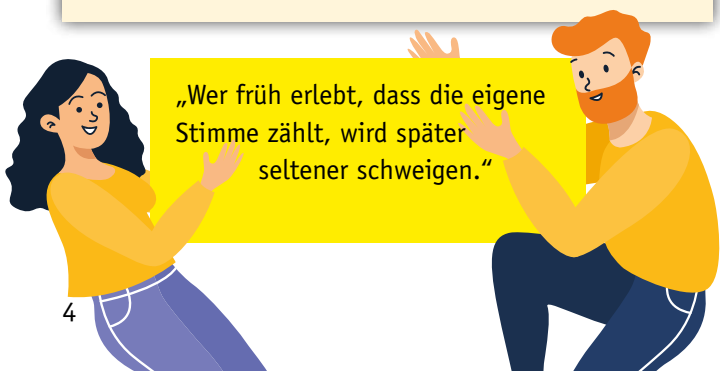 „Wer früh erlebt, dass die eigene
Stimme zählt, wird später
seltener schweigen.“
4